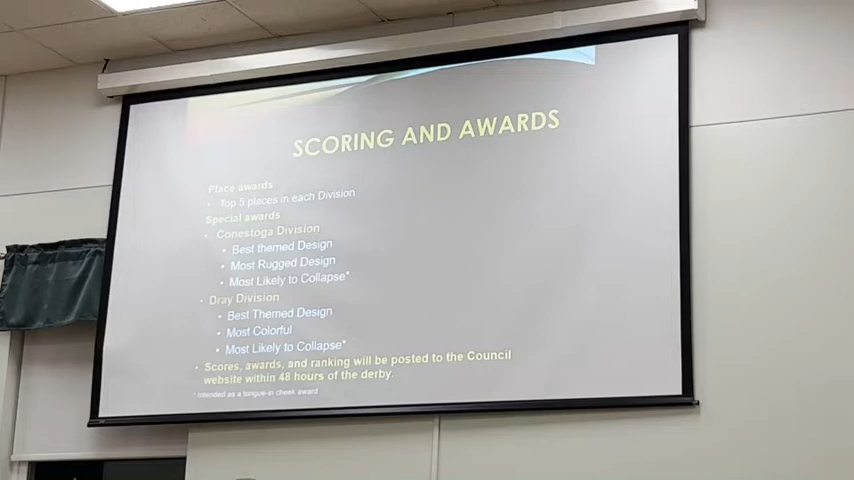 SCORING AND AWARDS
Place awards
• Top 5 places in each Division
Special awards
• Conestoga Division
• Best themed Design
• Most Rugged Design
• Most Likely to Collapse*
• Dray Division
• Best Themed Design
• Most Colorful
• Most Likely to Collapse*
• Scores, awards, and ranking will be posted to the Council
website within 48 hours of the derby.
* Intended as a tongue-in cheek award